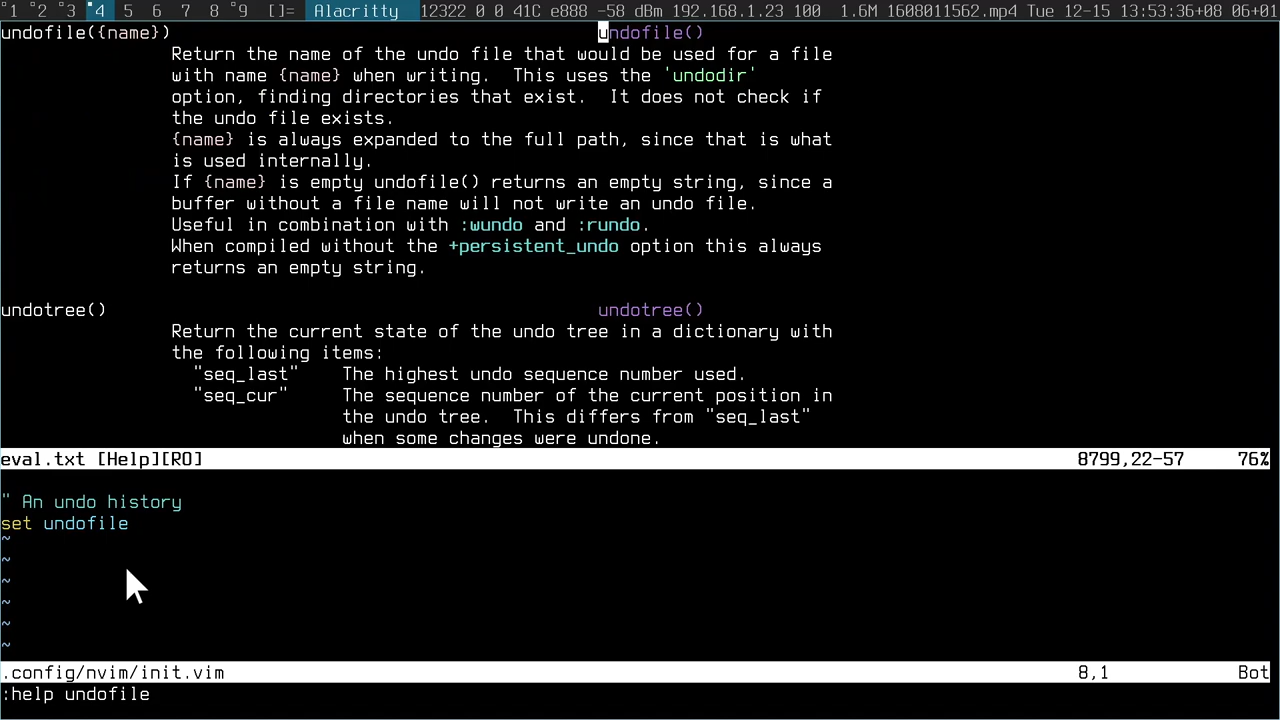 1 2 3 4 5 6 7 8 9 []= Alacritty 12322 0 0 41C e888 -58 dBm 192.168.1.23 100 1.6M 1608011562.mp4 Tue 12-15 13:53:36+08 06+01
undofile({name}) undofile()
Return the name of the undo file that would be used for a file
with name {name} when writing. This uses the 'undodir'
option, finding directories that exist. It does not check if
the undo file exists.
{name} is always expanded to the full path, since that is what
is used internally.
If {name} is empty undofile() returns an empty string, since a
buffer without a file name will not write an undo file.
Useful in combination with :wundo and :rundo.
When compiled without the +persistent_undo option this always
returns an empty string.
undotree() undotree()
Return the current state of the undo tree in a dictionary with
the following items:
"seq_last" The highest undo sequence number used.
"seq_cur" The sequence number of the current position in
the undo tree. This differs from "seq_last"
when some changes were undone.
eval.txt [Help][RO] 8799,22-57 76%
" An undo history
set undofile
~
~
~
~
~
~
.config/nvim/init.vim 8,1 Bot
:help undofile